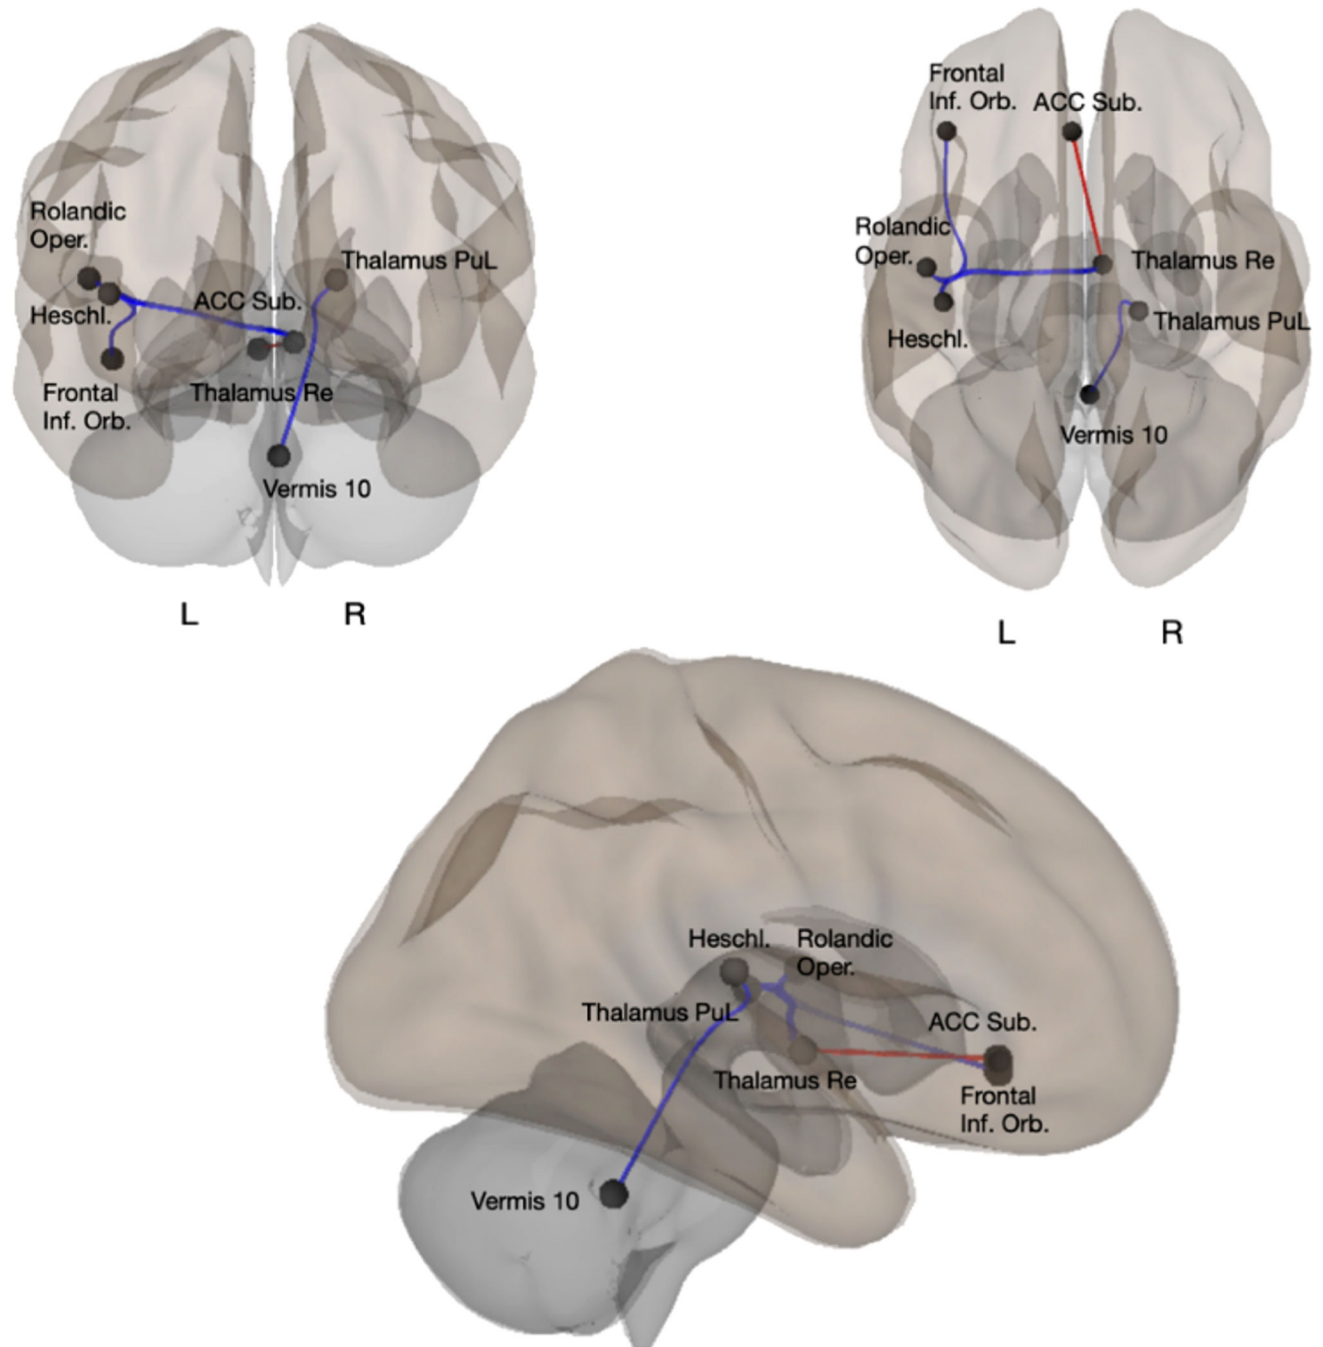 Rolandic
Oper.
Thalamus PuL
ACC Sub.
Heschl.
Frontal
Inf. Orb.
Thalamus Re
Vermis 10
L R
Frontal
Inf. Orb.
ACC Sub.
Rolandic
Oper.
Thalamus Re
Thalamus PuL
Heschl.
Vermis 10
L R
Heschl.
Rolandic
Oper.
Thalamus PuL
ACC Sub.
Thalamus Re
Frontal
Inf. Orb.
Vermis 10